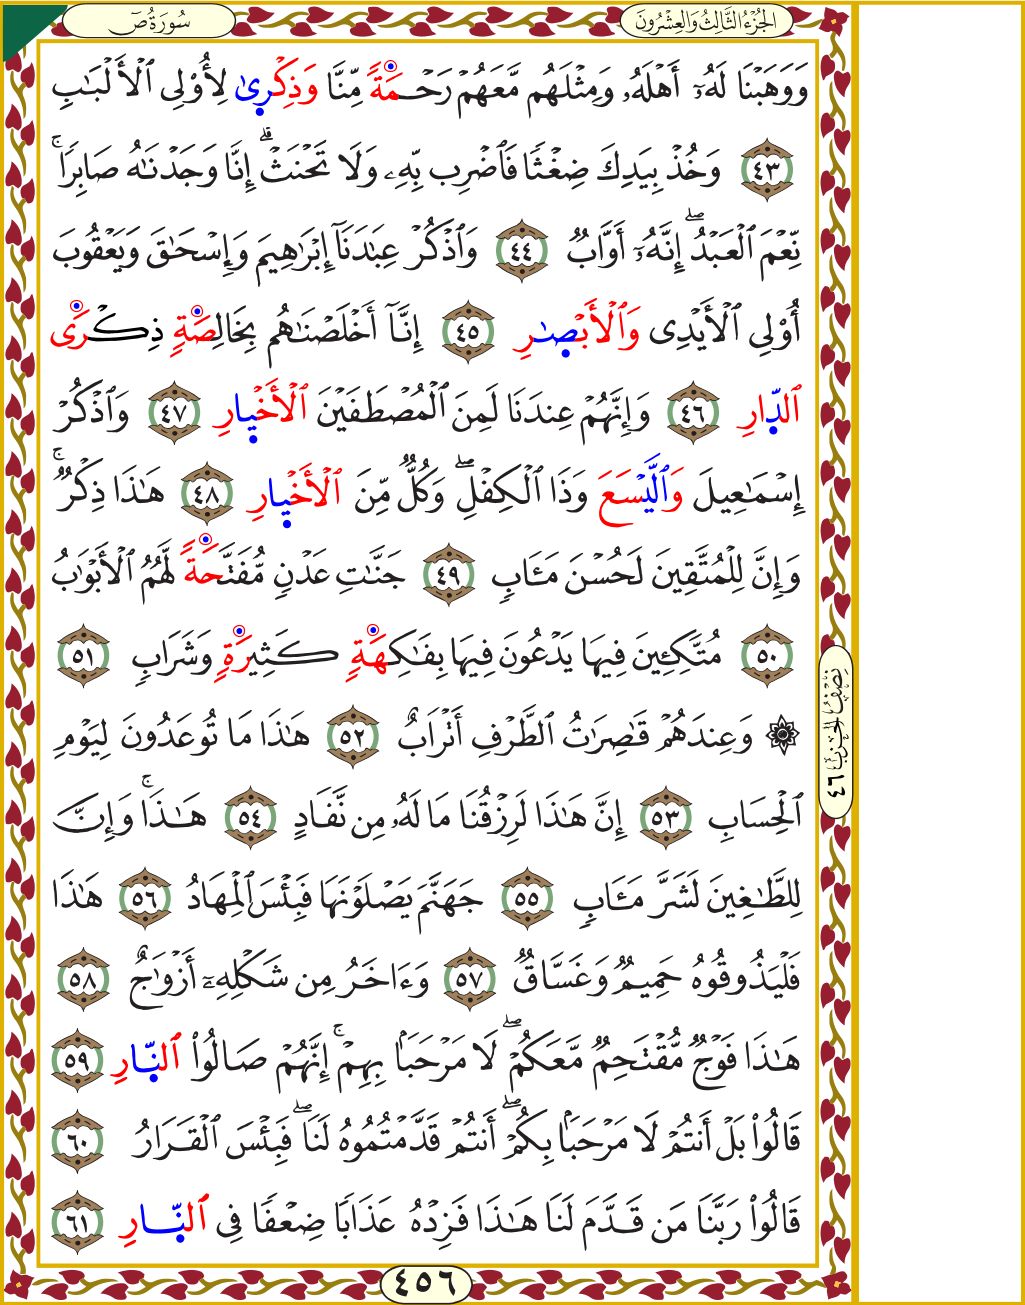 سُورَةُ صٓ
الجُزْءُ الثَّالِثُ وَالعِشْرُونَ
وَوَهَبْنَا لَهُۥٓ أَهْلَهُۥ وَمِثْلَهُم مَّعَهُمْ رَحْمَةً مِّنَّا وَذِكْرِىٰ لِأُوْلِى ٱلْأَلْبَٰبِ
٤٣ وَخُذْ بِيَدِكَ ضِغْثًا فَٱضْرِب بِّهِۦ وَلَا تَحْنَثْ ۗ إِنَّا وَجَدْنَٰهُ صَابِرًا ۚ
نِّعْمَ ٱلْعَبْدُ ۖ إِنَّهُۥٓ أَوَّابٌ ٤٤ وَٱذْكُرْ عِبَٰدَنَآ إِبْرَٰهِيمَ وَإِسْحَٰقَ وَيَعْقُوبَ
أُوْلِى ٱلْأَيْدِى وَٱلْأَبْصَٰرِ ٤٥ إِنَّآ أَخْلَصْنَٰهُم بِخَالِصَةٍ ذِكْرَى
ٱلدَّارِ ٤٦ وَإِنَّهُمْ عِندَنَا لَمِنَ ٱلْمُصْطَفَيْنَ ٱلْأَخْيَارِ ٤٧ وَٱذْكُرْ
إِسْمَٰعِيلَ وَٱلَّيْسَعَ وَذَا ٱلْكِفْلِ ۖ وَكُلٌّ مِّنَ ٱلْأَخْيَارِ ٤٨ هَٰذَا ذِكْرٌ ۚ
وَإِنَّ لِلْمُتَّقِينَ لَحُسْنَ مَـَٔابٍ ٤٩ جَنَّٰتِ عَدْنٍ مُّفَتَّحَةً لَّهُمُ ٱلْأَبْوَٰبُ
٥٠ مُتَّكِـِٔينَ فِيهَا يَدْعُونَ فِيهَا بِفَٰكِهَةٍ كَثِيرَةٍ وَشَرَابٍ ٥١
۞ وَعِندَهُمْ قَٰصِرَٰتُ ٱلطَّرْفِ أَتْرَابٌ ٥٢ هَٰذَا مَا تُوعَدُونَ لِيَوْمِ
ٱلْحِسَابِ ٥٣ إِنَّ هَٰذَا لَرِزْقُنَا مَا لَهُۥ مِن نَّفَادٍ ٥٤ هَٰذَا ۚ وَإِنَّ
لِلطَّٰغِينَ لَشَرَّ مَـَٔابٍ ٥٥ جَهَنَّمَ يَصْلَوْنَهَا فَبِئْسَ ٱلْمِهَادُ ٥٦ هَٰذَا
فَلْيَذُوقُوهُ حَمِيمٌ وَغَسَّاقٌ ٥٧ وَءَاخَرُ مِن شَكْلِهِۦٓ أَزْوَٰجٌ ٥٨
هَٰذَا فَوْجٌ مُّقْتَحِمٌ مَّعَكُمْ ۖ لَا مَرْحَبًۢا بِهِمْ ۚ إِنَّهُمْ صَالُواْ ٱلنَّارِ ٥٩
قَالُواْ بَلْ أَنتُمْ لَا مَرْحَبًۢا بِكُمْ ۖ أَنتُمْ قَدَّمْتُمُوهُ لَنَا ۖ فَبِئْسَ ٱلْقَرَارُ ٦٠
قَالُواْ رَبَّنَا مَن قَدَّمَ لَنَا هَٰذَا فَزِدْهُ عَذَابًا ضِعْفًا فِى ٱلنَّارِ ٦١
نِصْفُ الحِزْب ٤٦
٤٥٦